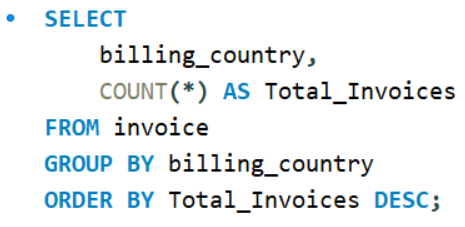 SELECT
billing_country,
COUNT(*) AS Total_Invoices
FROM invoice
GROUP BY billing_country
ORDER BY Total_Invoices DESC;